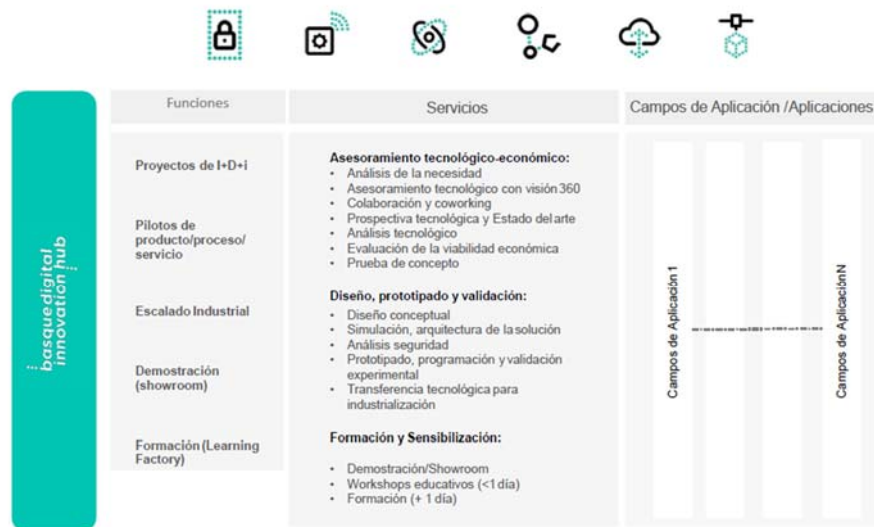 Funciones
Servicios
Campos de Aplicación /Aplicaciones
basquedigital
innovation hub
Proyectos de I+D+i
Pilotos de
producto/proceso/
servicio
Escalado Industrial
Demostración
(showroom)
Formación (Learning
Factory)
Asesoramiento tecnológico-económico:
• Análisis de la necesidad
• Asesoramiento tecnológico con visión 360
• Colaboración y coworking
• Prospectiva tecnológica y Estado del arte
• Análisis tecnológico
• Evaluación de la viabilidad económica
• Prueba de concepto
Diseño, prototipado y validación:
• Diseño conceptual
• Simulación, arquitectura de la solución
• Análisis seguridad
• Prototipado, programación y validación
experimental
• Transferencia tecnológica para
industrialización
Formación y Sensibilización:
• Demostración/Showroom
• Workshops educativos (<1 día)
• Formación (+ 1 día)
Campos de Aplicación 1
Campos de Aplicación N